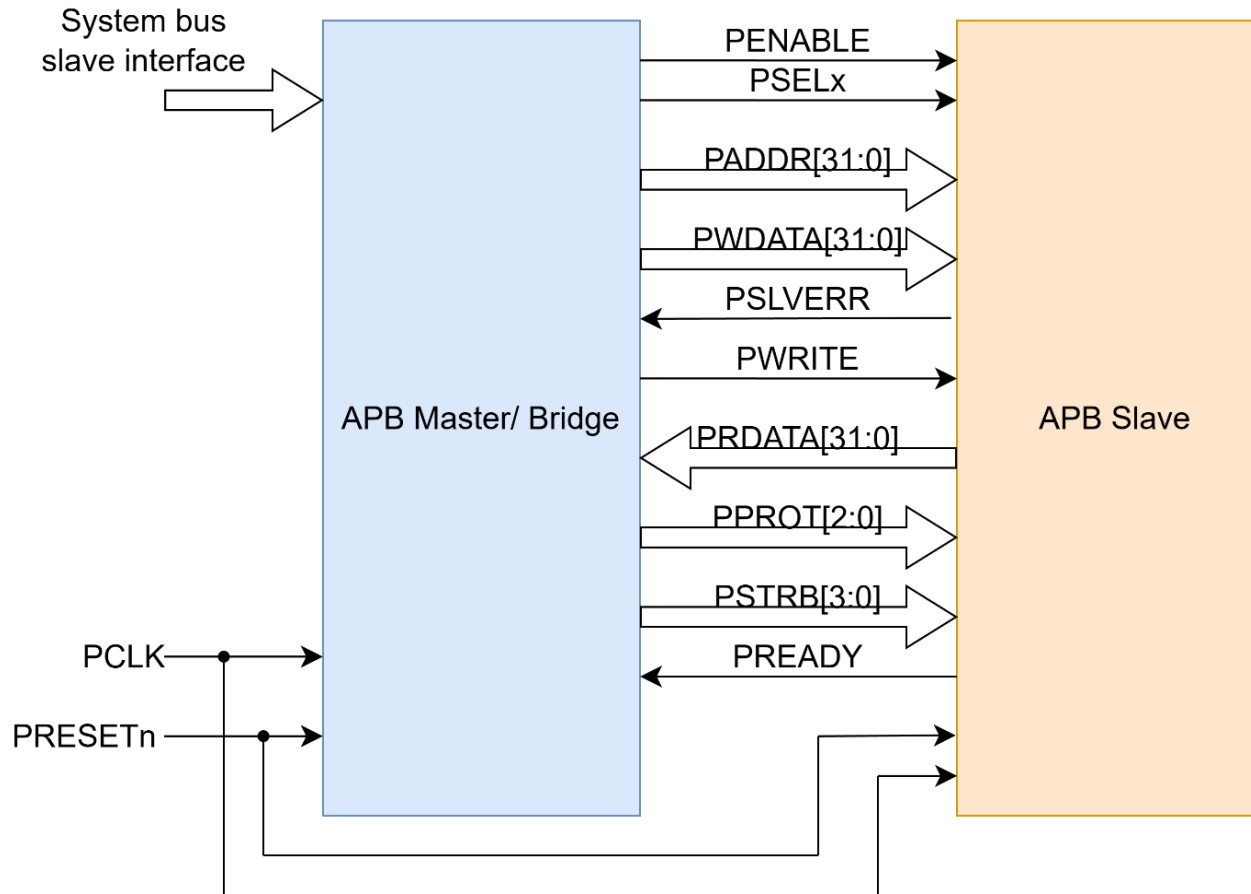 System bus
slave interface
PENABLE
PSELx
PADDR[31:0]
PWDATA[31:0]
PSLVERR
PWRITE
APB Master/ Bridge
APB Slave
PRDATA[31:0]
PPROT[2:0]
PSTRB[3:0]
PCLK
PREADY
PRESETn